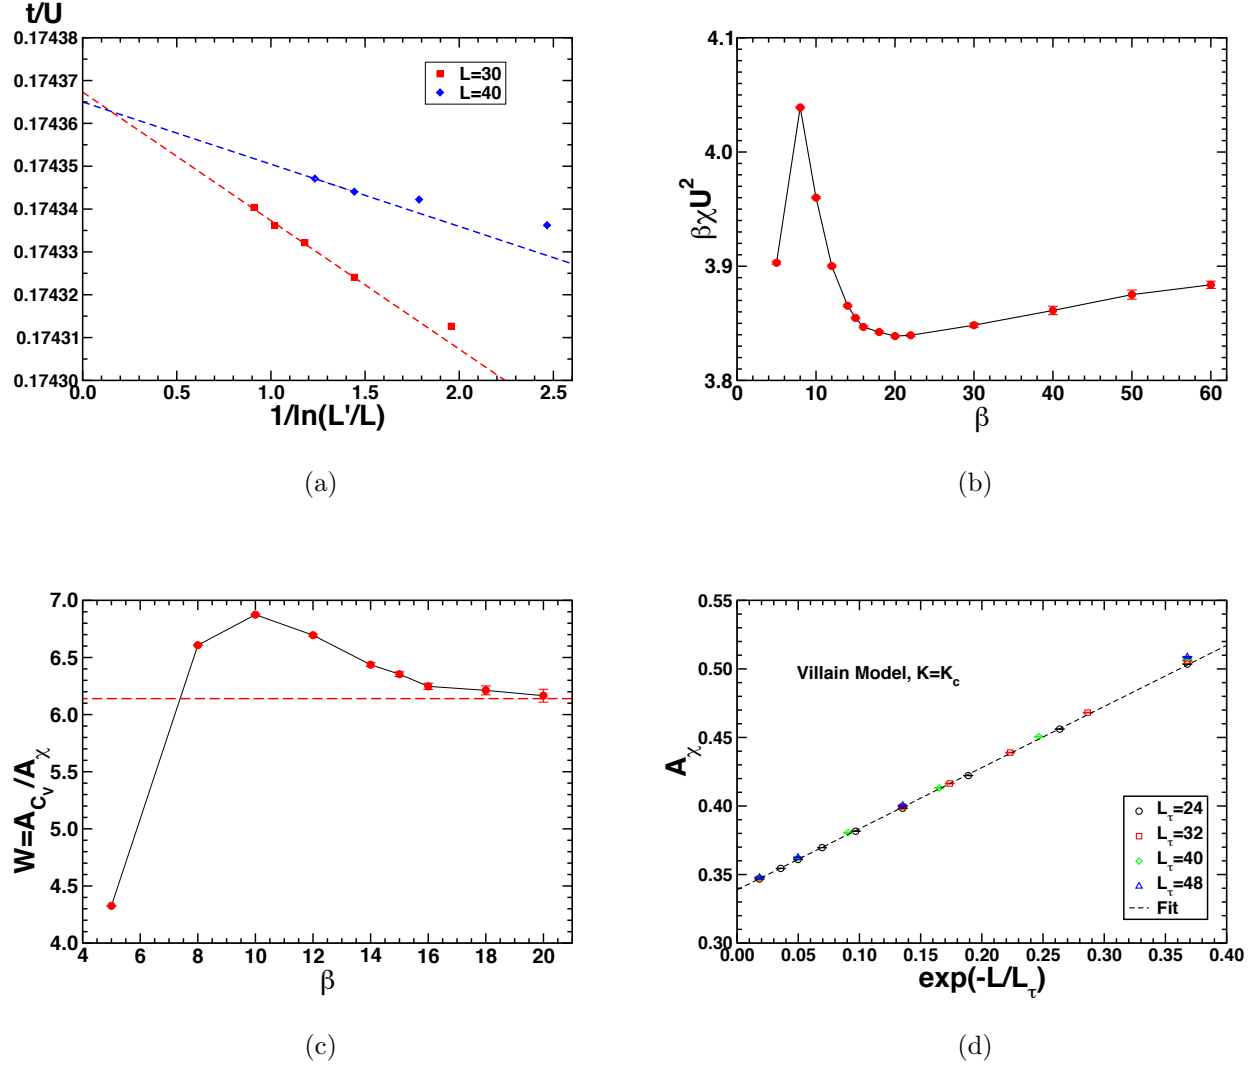 t/U
0.17438
0.17437
0.17436
0.17435
0.17434
0.17433
0.17432
0.17431
0.17430
0.0 0.5 1.0 1.5 2.0 2.5
1/ln(L'/L)
L=30
L=40
(a)
4.1
4.0
3.9
3.8
βχU²
0 10 20 30 40 50 60
β
(b)
7.0
6.5
6.0
5.5
5.0
4.5
4.0
W=A_{C_v}/A_χ
4 6 8 10 12 14 16 18 20
β
(c)
0.55
0.50
0.45
0.40
0.35
0.30
A_χ
Villain Model, K=K_c
L_τ=24
L_τ=32
L_τ=40
L_τ=48
Fit
0.00 0.05 0.10 0.15 0.20 0.25 0.30 0.35 0.40
exp(-L/L_τ)
(d)